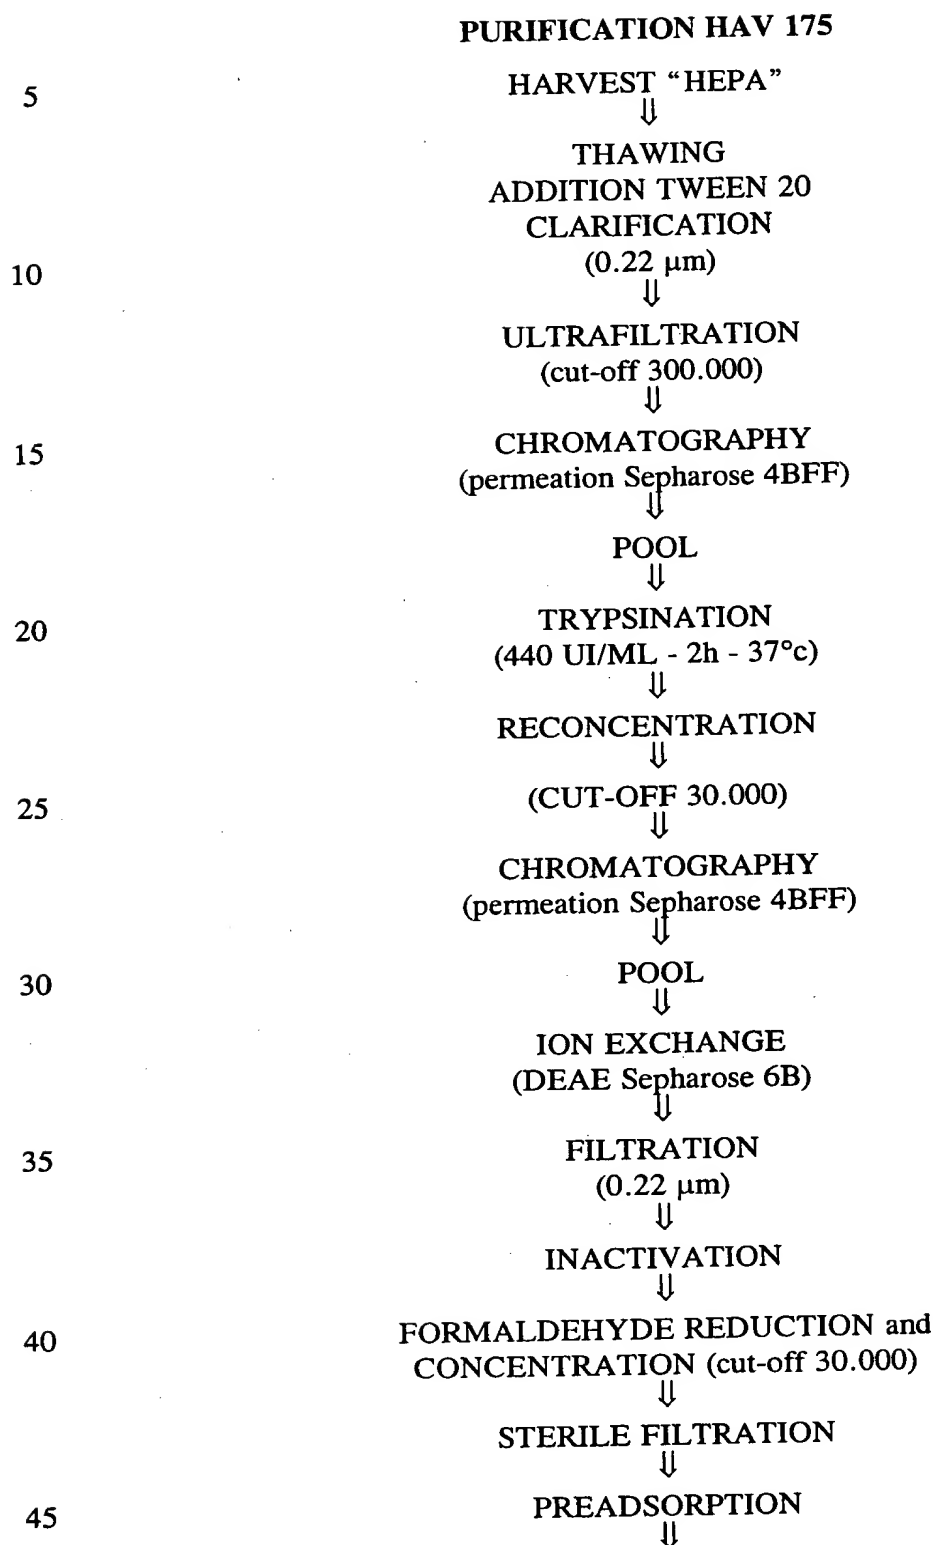 PURIFICATION HAV 175
5 HARVEST “HEPA”
⇓
THAWING
ADDITION TWEEN 20
CLARIFICATION
10 (0.22 μm)
⇓
ULTRAFILTRATION
(cut-off 300.000)
⇓
15 CHROMATOGRAPHY
(permeation Sepharose 4BFF)
⇓
POOL
⇓
20 TRYPSINATION
(440 UI/ML - 2h - 37°c)
⇓
RECONCENTRATION
⇓
25 (CUT-OFF 30.000)
⇓
CHROMATOGRAPHY
(permeation Sepharose 4BFF)
⇓
30 POOL
⇓
ION EXCHANGE
(DEAE Sepharose 6B)
⇓
35 FILTRATION
(0.22 μm)
⇓
INACTIVATION
⇓
40 FORMALDEHYDE REDUCTION and
CONCENTRATION (cut-off 30.000)
⇓
STERILE FILTRATION
⇓
45 PREADSORPTION
⇓